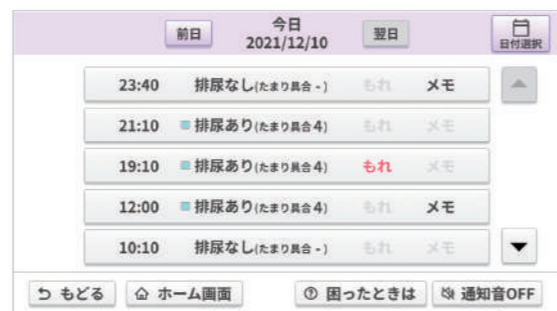 前日 今日 翌日
2021/12/10 日付選択
23:40 排尿なし(たまり具合 - ) もれ メモ
21:10 排尿あり(たまり具合4) もれ メモ
19:10 排尿あり(たまり具合4) もれ メモ
12:00 排尿あり(たまり具合4) もれ メモ
10:10 排尿なし(たまり具合 - ) もれ メモ
もどる ホーム画面 困ったときは 通知音OFF